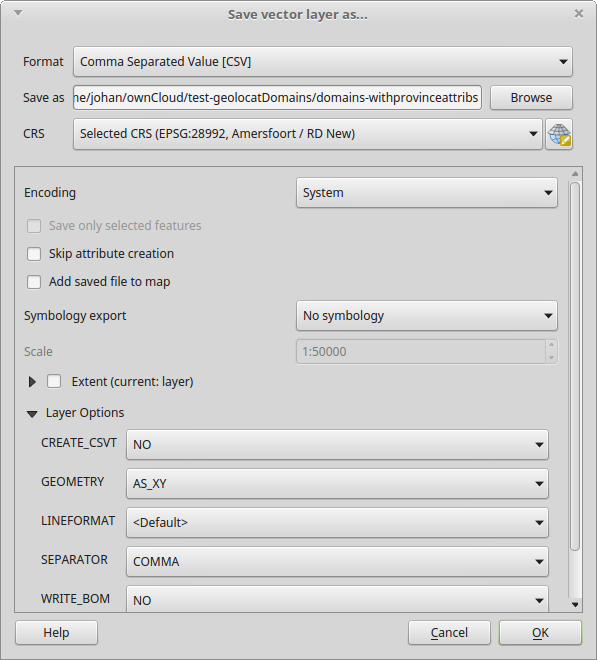 Save vector layer as...
Format Comma Separated Value [CSV]
Save as ne/johan/ownCloud/test-geolocatDomains/domains-withprovinceattribs Browse
CRS Selected CRS (EPSG:28992, Amersfoort / RD New)
Encoding System
Save only selected features
Skip attribute creation
Add saved file to map
Symbology export No symbology
Scale 1:50000
Extent (current: layer)
Layer Options
CREATE_CSVT NO
GEOMETRY AS_XY
LINEFORMAT <Default>
SEPARATOR COMMA
WRITE_BOM NO
Help Cancel OK